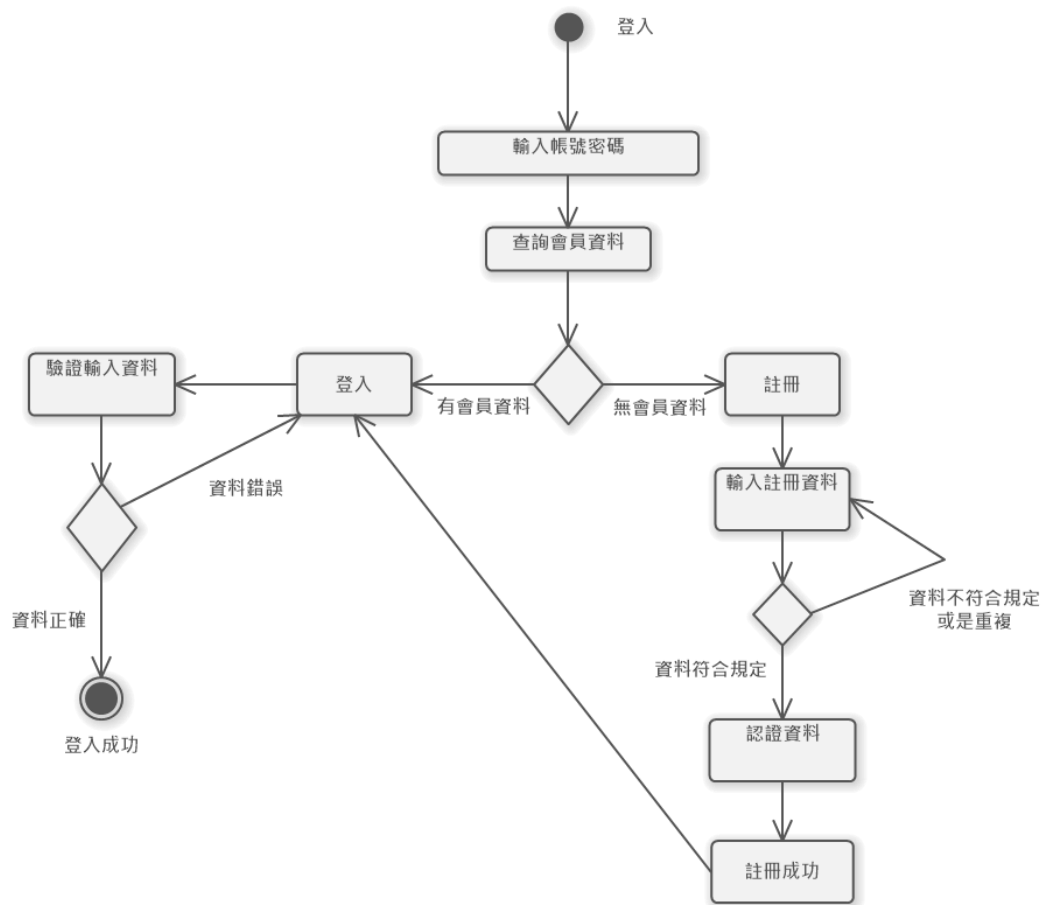 登入
輸入帳號密碼
查詢會員資料
驗證輸入資料
登入
有會員資料
無會員資料
註冊
輸入註冊資料
資料錯誤
資料不符合規定
或是重複
資料正確
資料符合規定
登入成功
認證資料
註冊成功